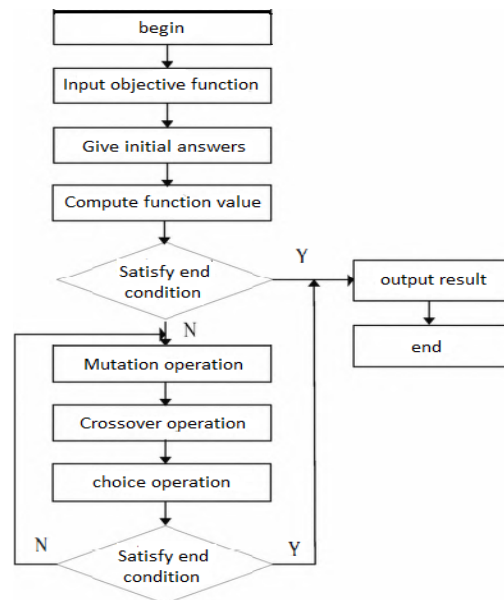 begin
Input objective function
Give initial answers
Compute function value
Satisfy end
condition
Y
output result
end
N
Mutation operation
Crossover operation
choice operation
N
Satisfy end
condition
Y